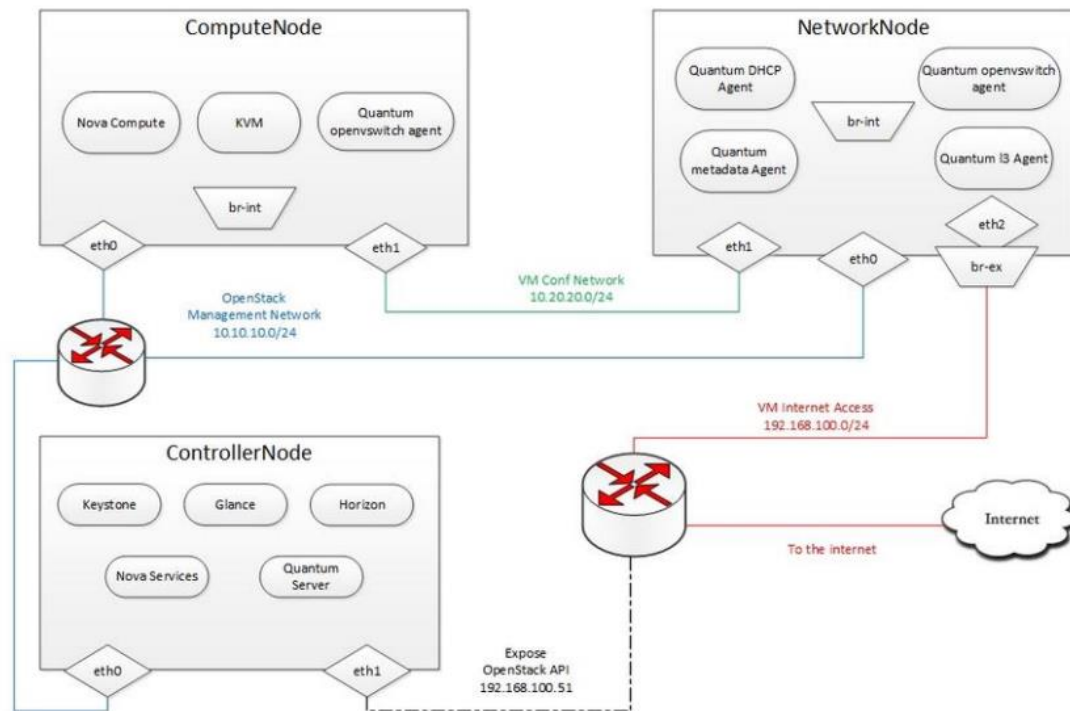 ComputeNode
Nova Compute
KVM
Quantum
openvswitch agent
br-int
eth0
eth1
NetworkNode
Quantum DHCP
Agent
Quantum openvswitch
agent
br-int
Quantum
metadata Agent
Quantum l3 Agent
eth2
eth1
eth0
br-ex
VM Conf Network
10.20.20.0/24
OpenStack
Management Network
10.10.10.0/24
VM Internet Access
192.168.100.0/24
ControllerNode
Keystone
Glance
Horizon
Nova Services
Quantum
Server
eth0
eth1
Internet
To the internet
Expose
OpenStack API
192.168.100.51